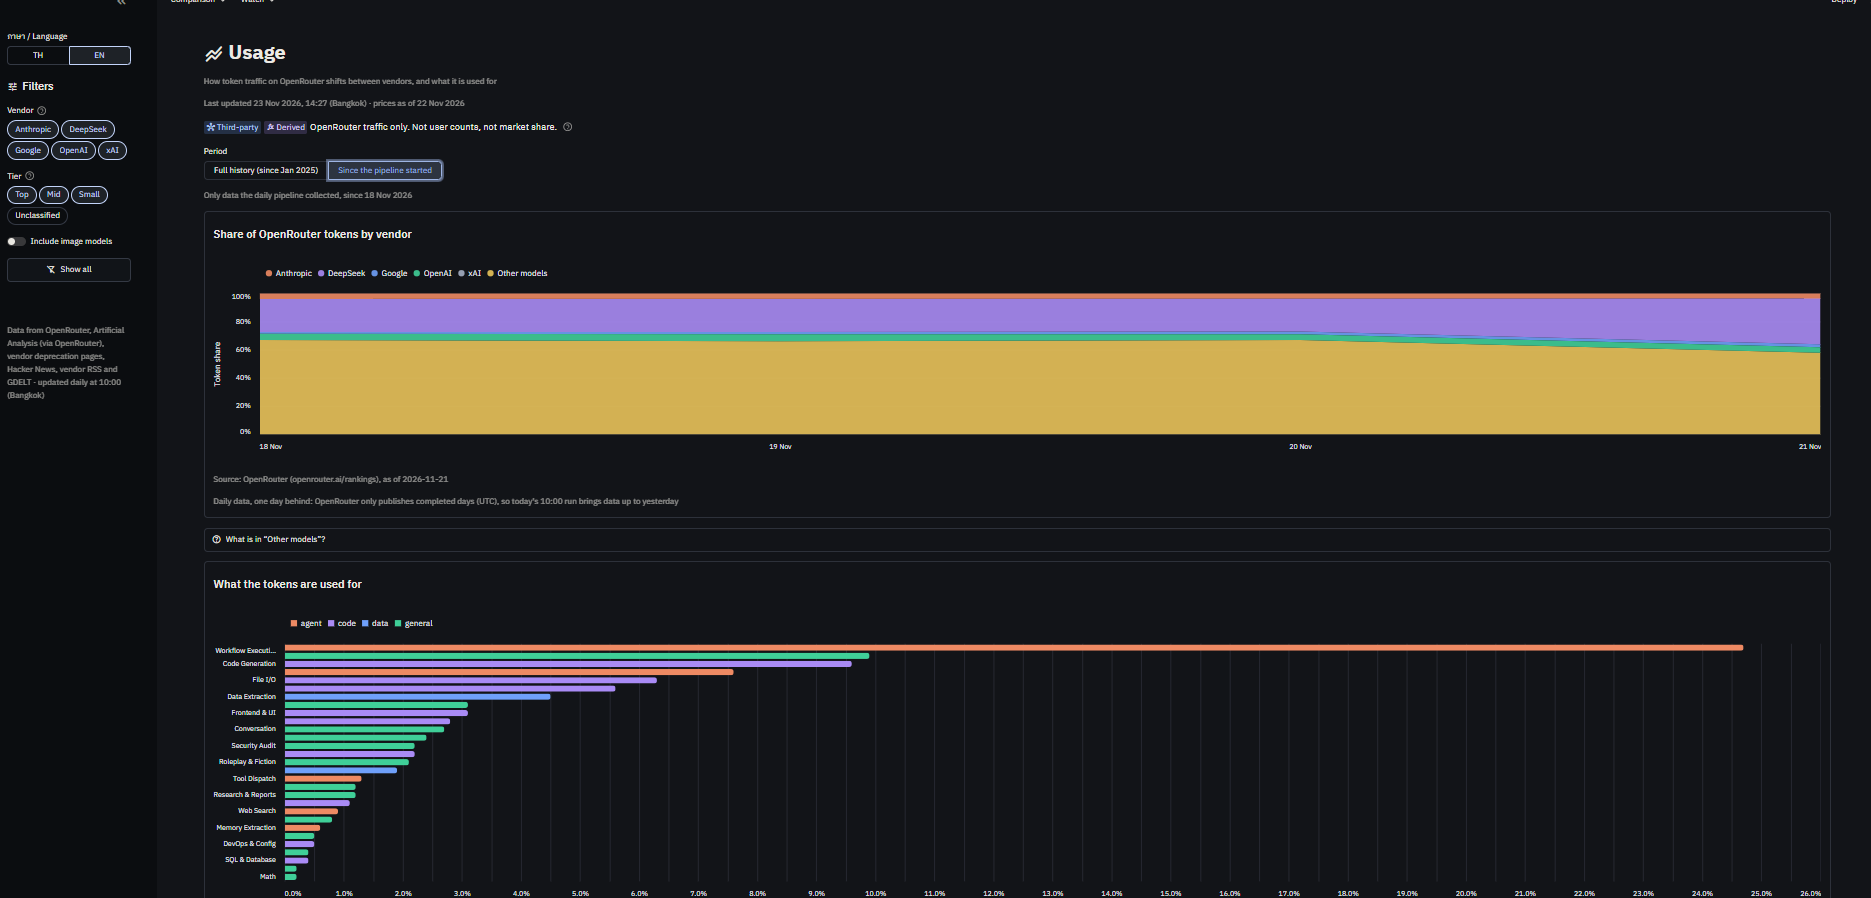 Comparison
Watch
Deploy
ภาษา / Language
TH
EN
Filters
Vendor
Anthropic
DeepSeek
Google
OpenAI
xAI
Tier
Top
Mid
Small
Unclassified
Include image models
Show all
Data from OpenRouter, Artificial
Analysis (via OpenRouter),
vendor deprecation pages,
Hacker News, vendor RSS and
GDELT · updated daily at 10:00
(Bangkok)
Usage
How token traffic on OpenRouter shifts between vendors, and what it is used for
Last updated 23 Nov 2026, 14:27 (Bangkok) · prices as of 22 Nov 2026
Third-party
Derived
OpenRouter traffic only. Not user counts, not market share.
Period
Full history (since Jan 2025)
Since the pipeline started
Only data the daily pipeline collected, since 18 Nov 2026
Share of OpenRouter tokens by vendor
Anthropic
DeepSeek
Google
OpenAI
xAI
Other models
Token share
100%
80%
60%
40%
20%
0%
18 Nov
19 Nov
20 Nov
21 Nov
Source: OpenRouter (openrouter.ai/rankings), as of 2026-11-21
Daily data, one day behind: OpenRouter only publishes completed days (UTC), so today's 10:00 run brings data up to yesterday
What is in "Other models"?
What the tokens are used for
agent
code
data
general
Workflow Executi...
Code Generation
File I/O
Data Extraction
Frontend & UI
Conversation
Security Audit
Roleplay & Fiction
Tool Dispatch
Research & Reports
Web Search
Memory Extraction
DevOps & Config
SQL & Database
Math
0.0%
1.0%
2.0%
3.0%
4.0%
5.0%
6.0%
7.0%
8.0%
9.0%
10.0%
11.0%
12.0%
13.0%
14.0%
15.0%
16.0%
17.0%
18.0%
19.0%
20.0%
21.0%
22.0%
23.0%
24.0%
25.0%
26.0%